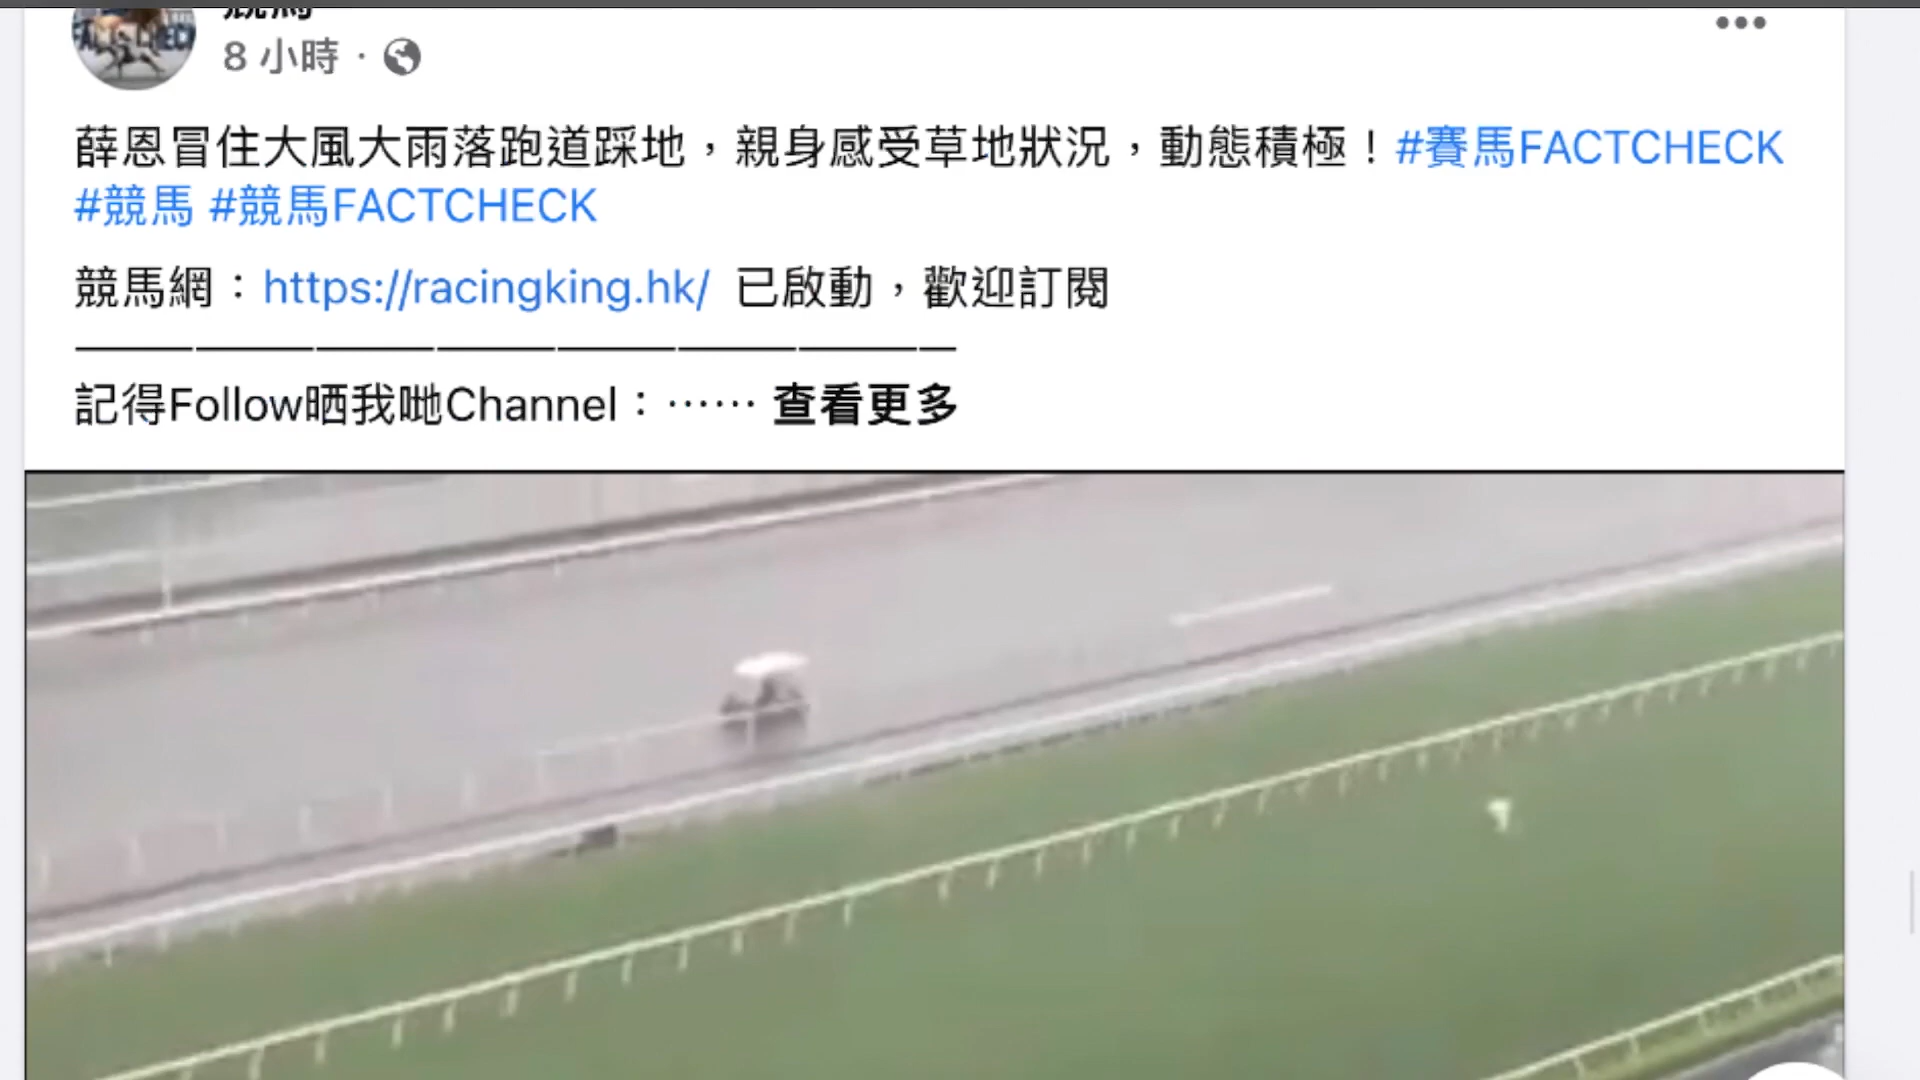 競馬
8 小時 ·
薛恩冒住大風大雨落跑道踩地，親身感受草地狀況，動態積極！#賽馬FACTCHECK
#競馬 #競馬FACTCHECK
競馬網：https://racingking.hk/ 已啟動，歡迎訂閱
————————————————
記得Follow晒我哋Channel：⋯⋯ 查看更多